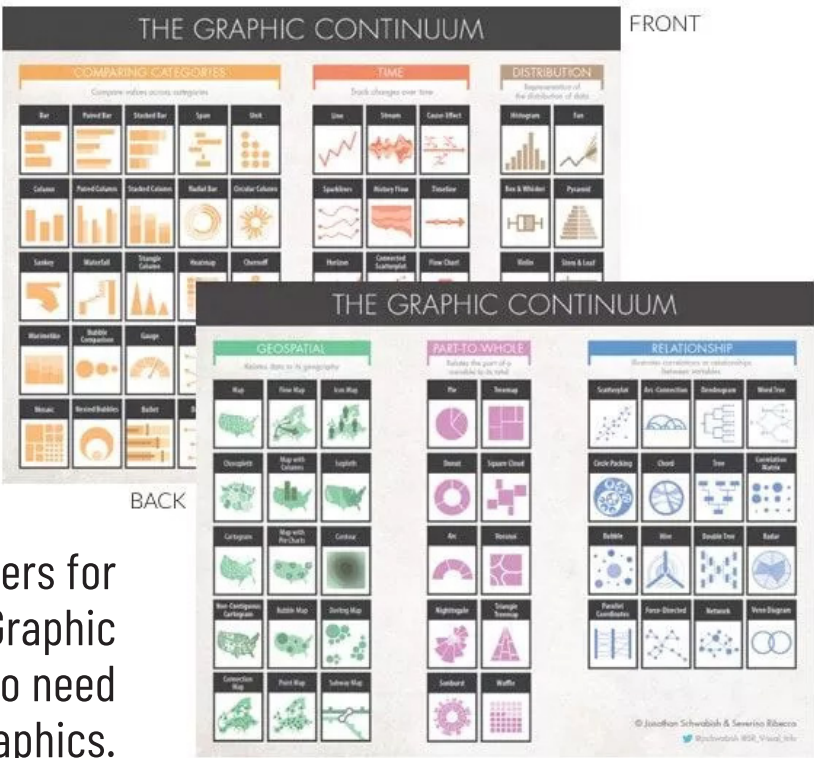 THE GRAPHIC CONTINUUM
FRONT
COMPARING CATEGORIES
Compare values across categories
TIME
Track changes over time
DISTRIBUTION
Representation of
the distribution of data
Bar
Paired Bar
Stacked Bar
Span
Unit
Line
Stream
Cause-Effect
Histogram
Fan
Column
Paired Column
Stacked Column
Radial Bar
Circular Column
Sparklines
History Flow
Timeline
Box & Whisker
Pyramid
Sankey
Waterfall
Triangle
Column
Heatmap
Chernoff
Horizon
Connected
Scatterplot
Flow Chart
Violin
Stem & Leaf
Marimekko
Bubble
Comparison
Gauge
Mosaic
Nested Bubbles
Bullet
BACK
THE GRAPHIC CONTINUUM
GEOSPATIAL
Relates data to its geography
PART-TO-WHOLE
Relates the part of a
variable to its total
RELATIONSHIP
Illustrates correlations or relationships
between variables
Map
Flow Map
Icon Map
Pie
Treemap
Scatterplot
Arc-Connection
Dendrogram
Word Tree
Choropleth
Map with
Columns
Isopleth
Donut
Square Cloud
Circle Packing
Chord
Tree
Correlation
Matrix
Cartogram
Map with
Pie Charts
Contour
Arc
Voronoi
Bubble
Hive
Double Tree
Radar
Non-Contiguous
Cartogram
Bubble Map
Dorling Map
Nightingale
Triangle
Treemap
Parallel
Coordinates
Force-Directed
Network
Venn Diagram
Connection
Map
Point Map
Subway Map
Sunburst
Waffle
© Jonathan Schwabish & Severino Ribecca
@jschwabish
ers for
Graphic
o need
aphics.